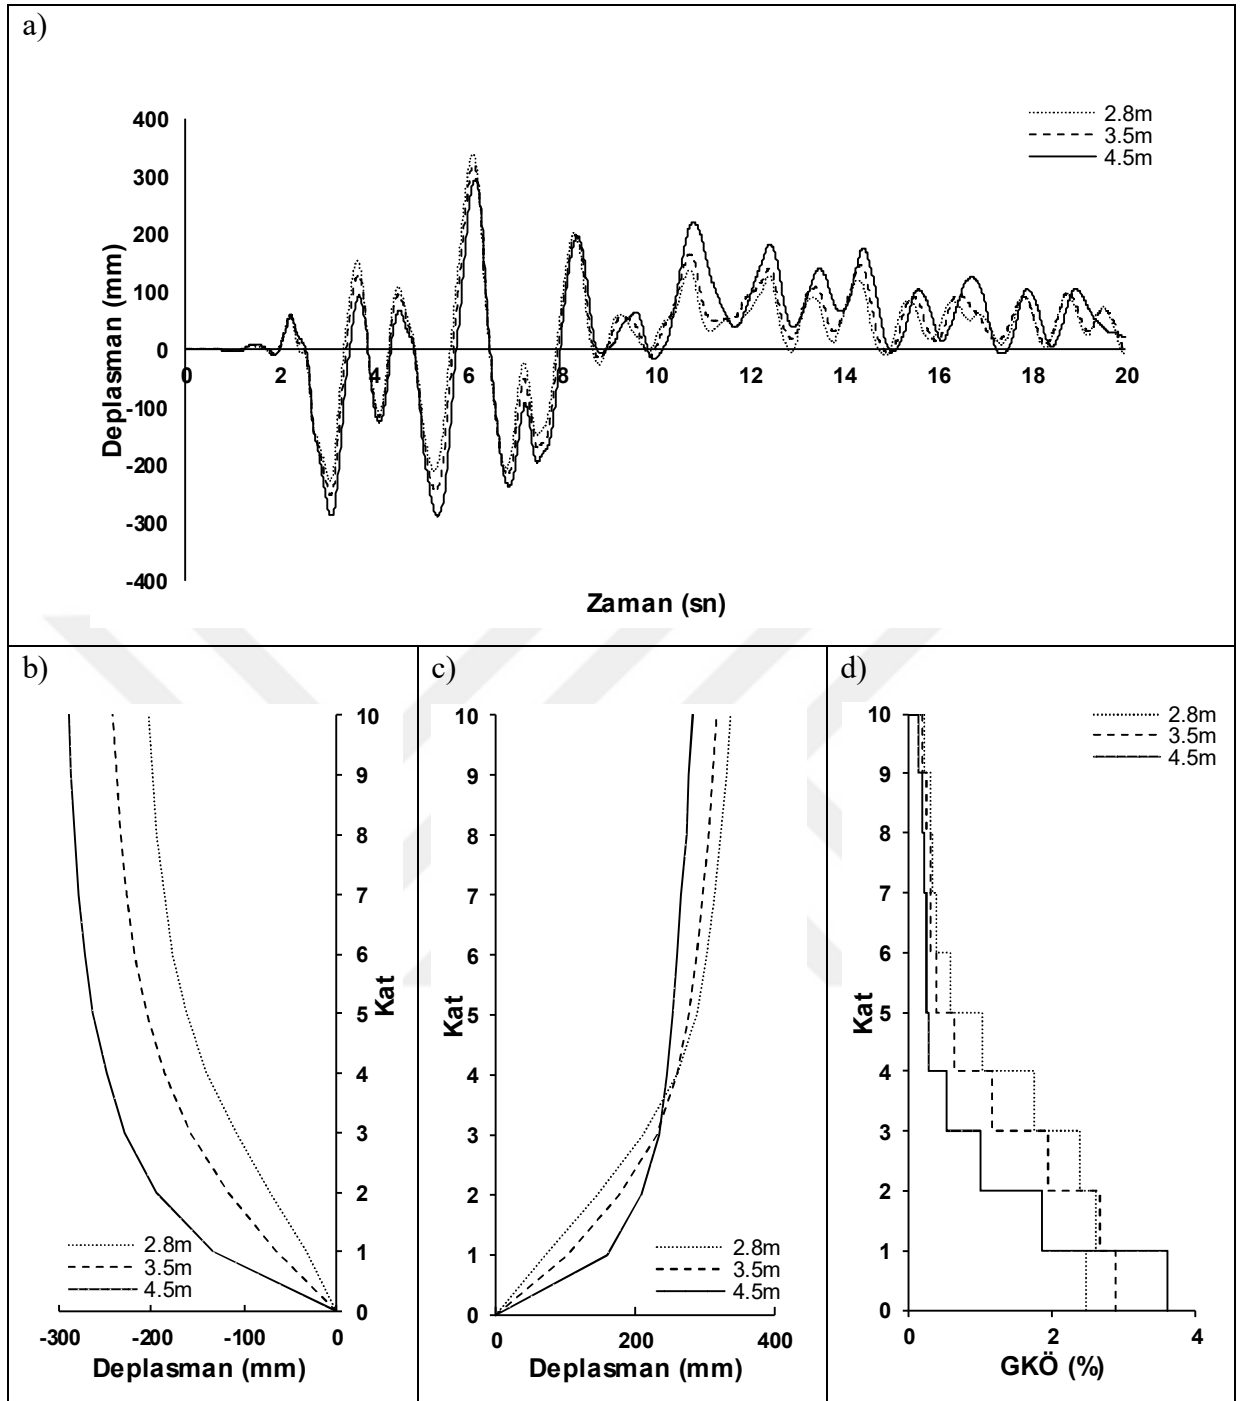 a)
2.8m
3.5m
4.5m
400
300
200
100
0
-100
-200
-300
-400
Deplasman (mm)
0 2 4 6 8 10 12 14 16 18 20
Zaman (sn)
b)
10
9
8
7
6
5
4
3
2
1
0
Kat
2.8m
3.5m
4.5m
-300 -200 -100 0
Deplasman (mm)
c)
10
9
8
7
6
5
4
3
2
1
0
Kat
2.8m
3.5m
4.5m
0 200 400
Deplasman (mm)
d)
2.8m
3.5m
4.5m
10
9
8
7
6
5
4
3
2
1
0
Kat
0 2 4
GKÖ (%)